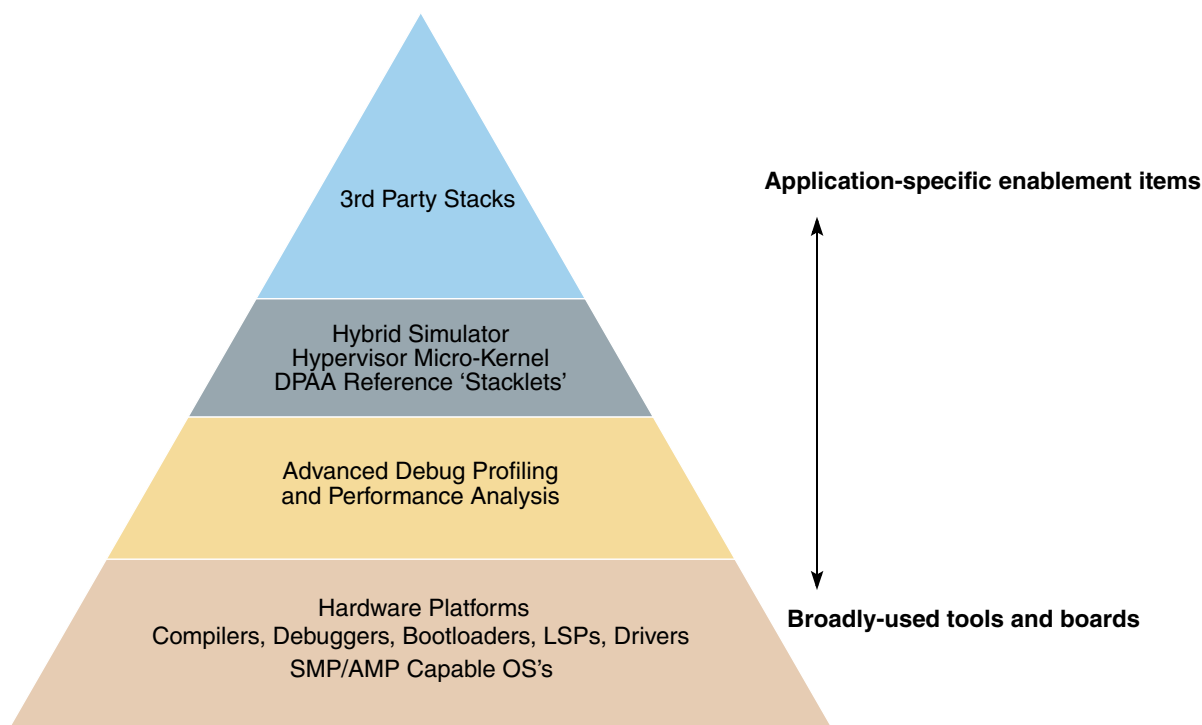 3rd Party Stacks
Application-specific enablement items
Hybrid Simulator
Hypervisor Micro-Kernel
DPAA Reference ‘Stacklets’
Advanced Debug Profiling
and Performance Analysis
Hardware Platforms
Compilers, Debuggers, Bootloaders, LSPs, Drivers
SMP/AMP Capable OS’s
Broadly-used tools and boards